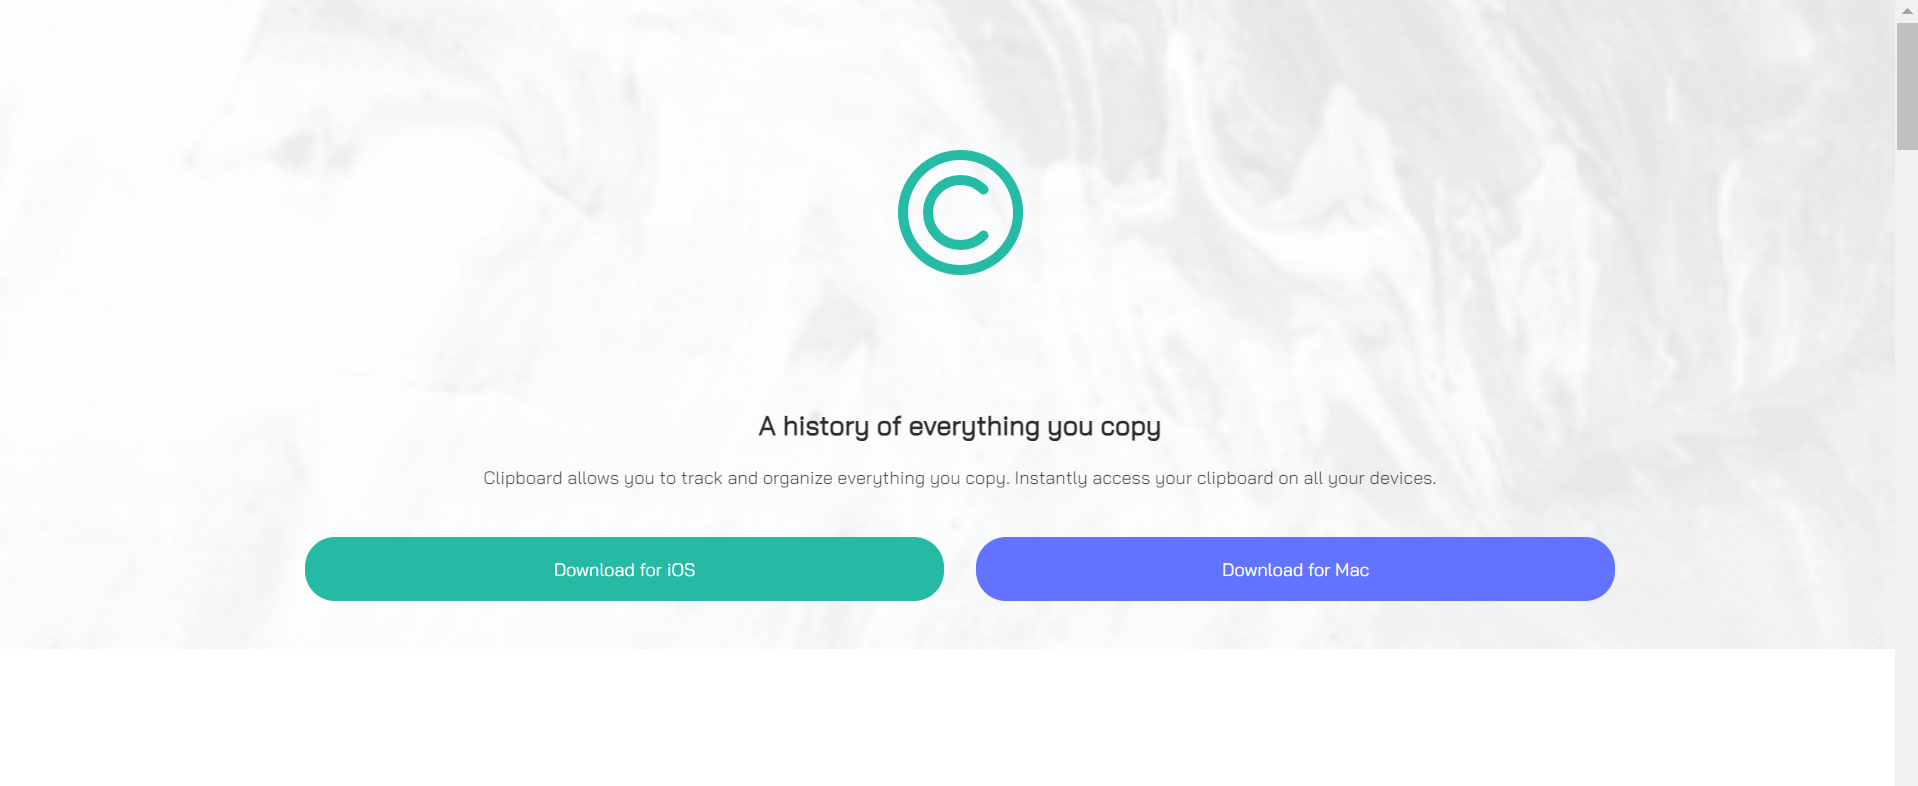 ©
A history of everything you copy
Clipboard allows you to track and organize everything you copy. Instantly access your clipboard on all your devices.
Download for iOS
Download for Mac